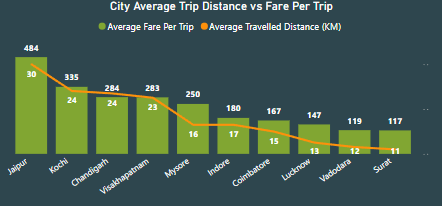 City Average Trip Distance vs Fare Per Trip
Average Fare Per Trip Average Travelled Distance (KM)
484 335 284 283 250 180 167 147 119 117
30 24 24 23 16 17 15 13 12 11
Jaipur Kochi Chandigarh Visakhapatnam Mysore Indore Coimbatore Lucknow Vadodara Surat